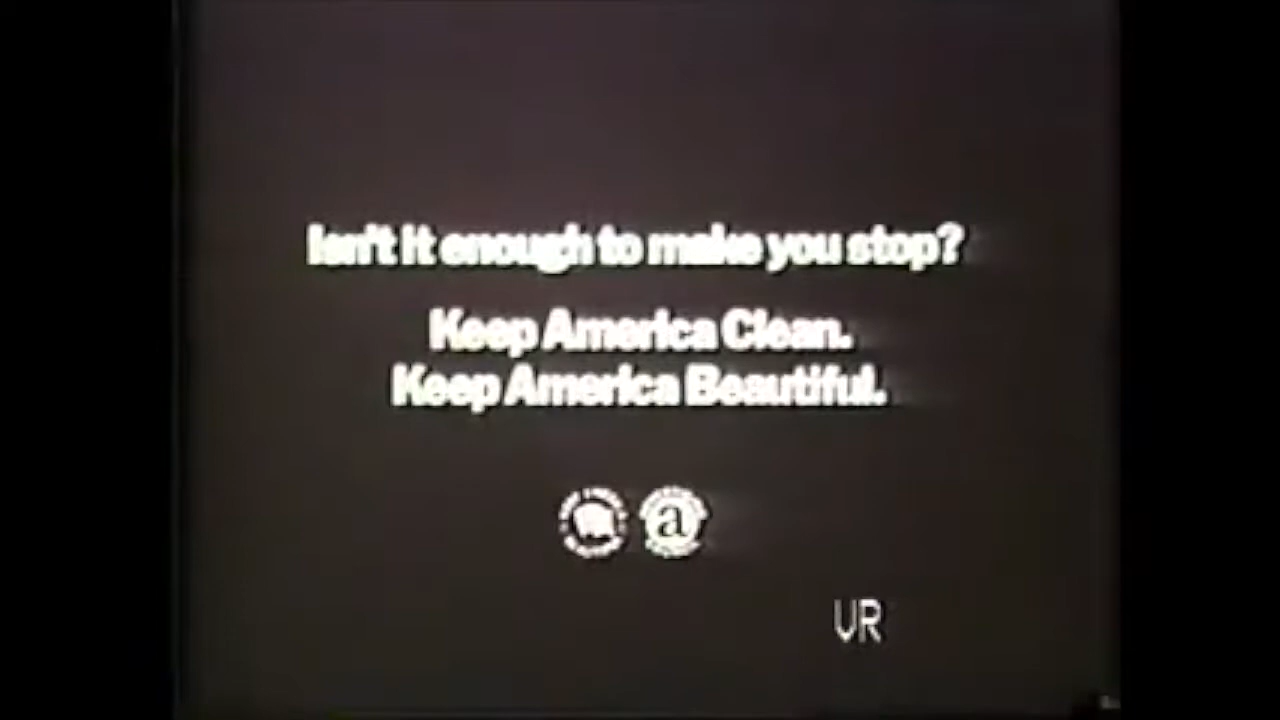 Isn't it enough to make you stop?
Keep America Clean.
Keep America Beautiful.
a
VR